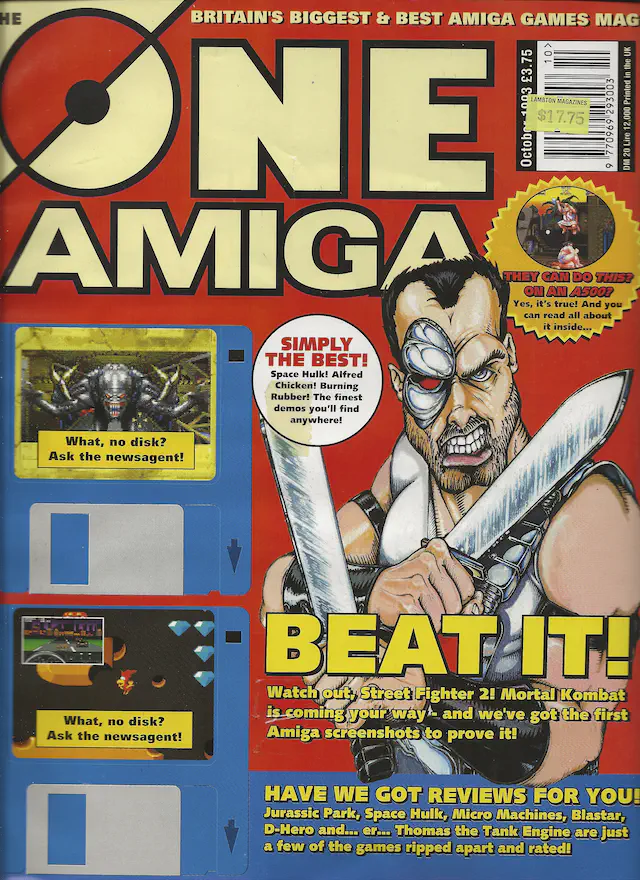 THE
BRITAIN'S BIGGEST & BEST AMIGA GAMES MAG
ONE
AMIGA
October 1993 £3.75
10>
LAMBTON MAGAZINES
$17.75
9 770969 293003
DM 20 Lire 12,000 Printed in the UK
THEY CAN DO THIS?
ON AN A500?
Yes, it's true! And you
can read all about
it inside...
SIMPLY
THE BEST!
Space Hulk! Alfred
Chicken! Burning
Rubber! The finest
demos you'll find
anywhere!
What, no disk?
Ask the newsagent!
What, no disk?
Ask the newsagent!
BEAT IT!
Watch out, Street Fighter 2! Mortal Kombat
is coming your way - and we've got the first
Amiga screenshots to prove it!
HAVE WE GOT REVIEWS FOR YOU!
Jurassic Park, Space Hulk, Micro Machines, Blastar,
D-Hero and... er... Thomas the Tank Engine are just
a few of the games ripped apart and rated!